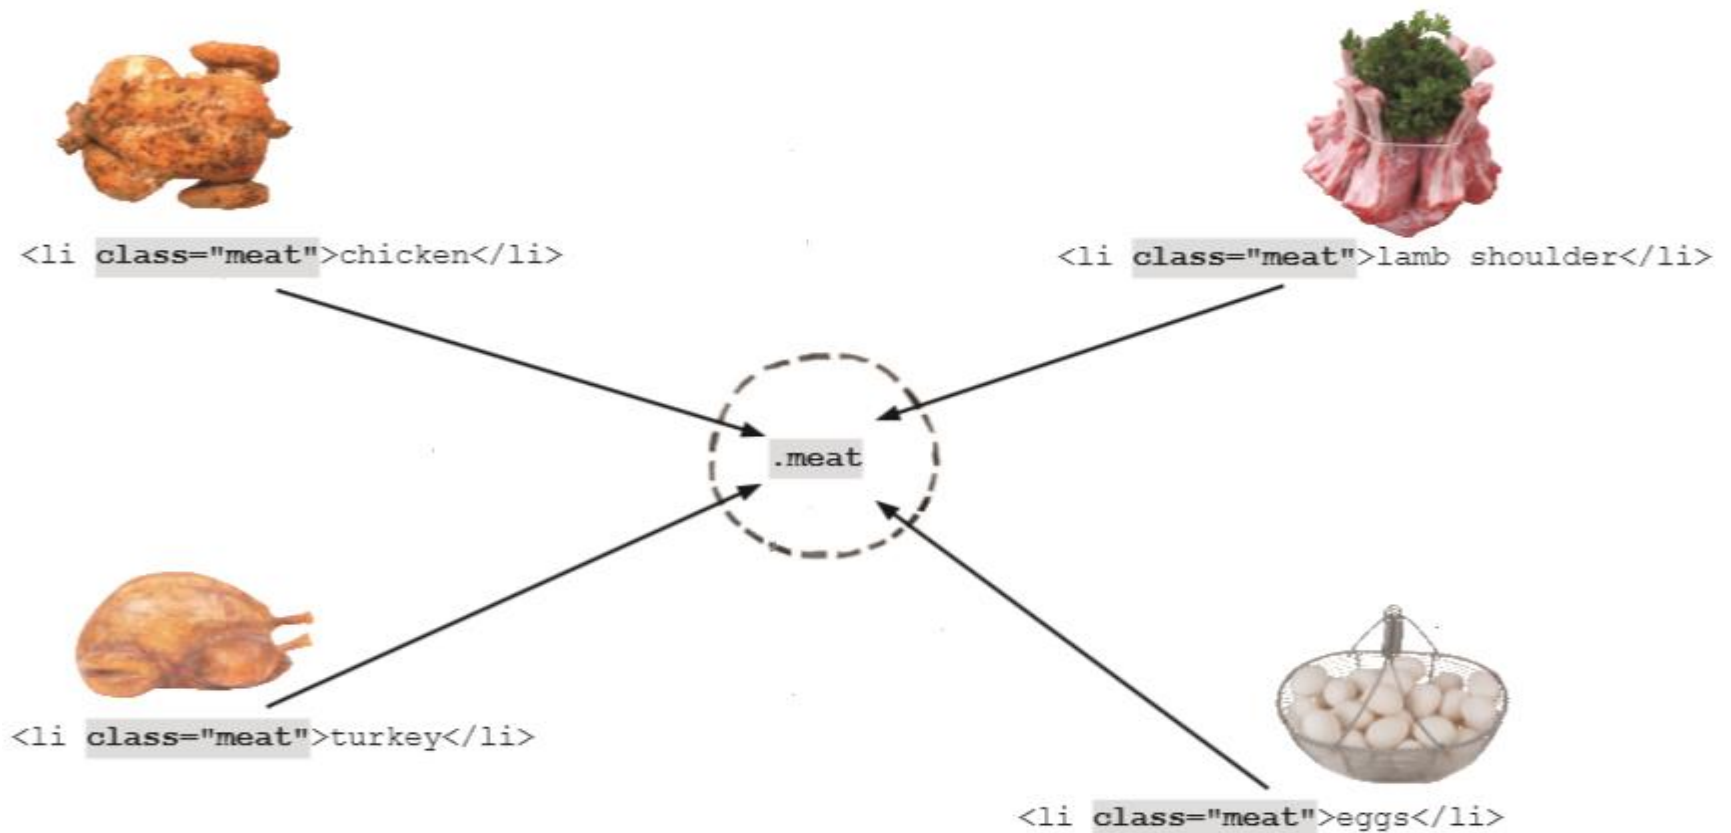 <li class="meat">chicken</li>
<li class="meat">lamb shoulder</li>
.meat
<li class="meat">turkey</li>
<li class="meat">eggs</li>